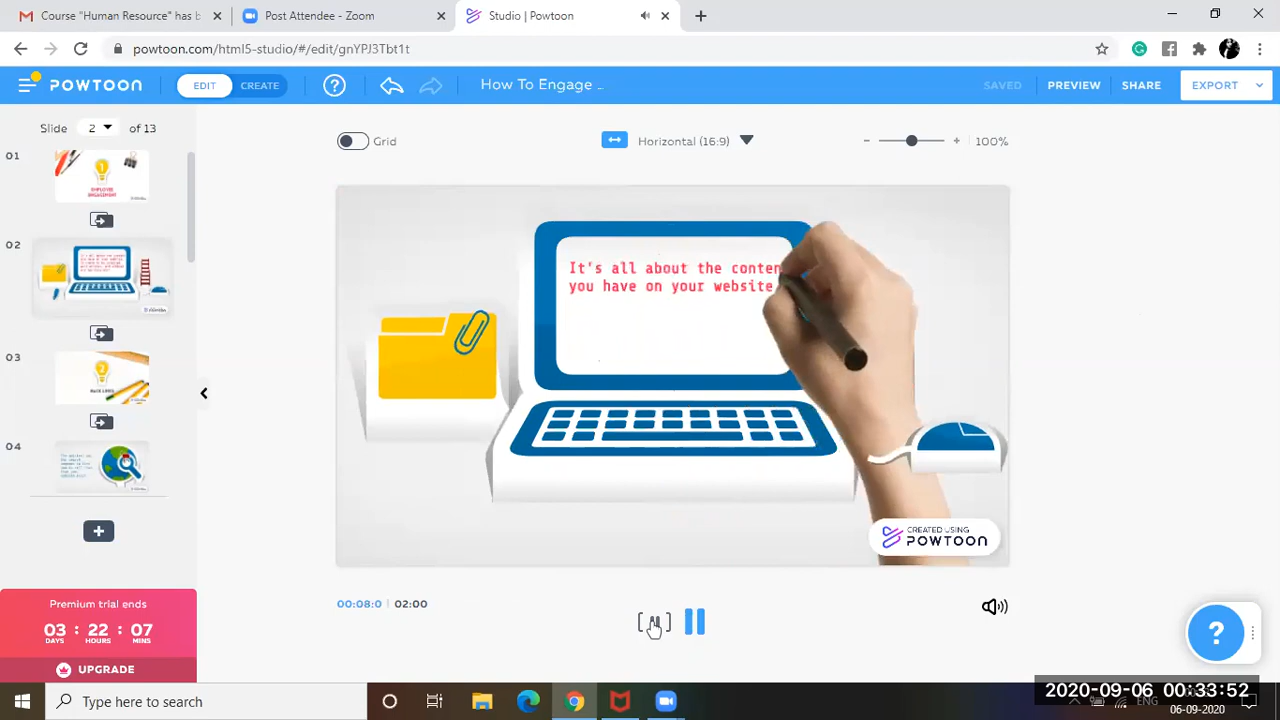 Course "Human Resource" has b
Post Attendee - Zoom
Studio | Powtoon
powtoon.com/html5-studio/#/edit/gnYPJ3Tbt1t
POWTOON
EDIT
CREATE
?
How To Engage ...
SAVED
PREVIEW
SHARE
EXPORT
Slide 2 of 13
Grid
Horizontal (16:9)
- + 100%
01
1
EMPLOYEE
ENGAGEMENT
02
03
2
04
It's all about the conten
you have on your website
CREATED USING
POWTOON
00:08:0 | 02:00
Premium trial ends
03 : 22 : 07
DAYS HOURS MINS
UPGRADE
?
Type here to search
2020-09-06 00:33:52
ENG
06-09-2020